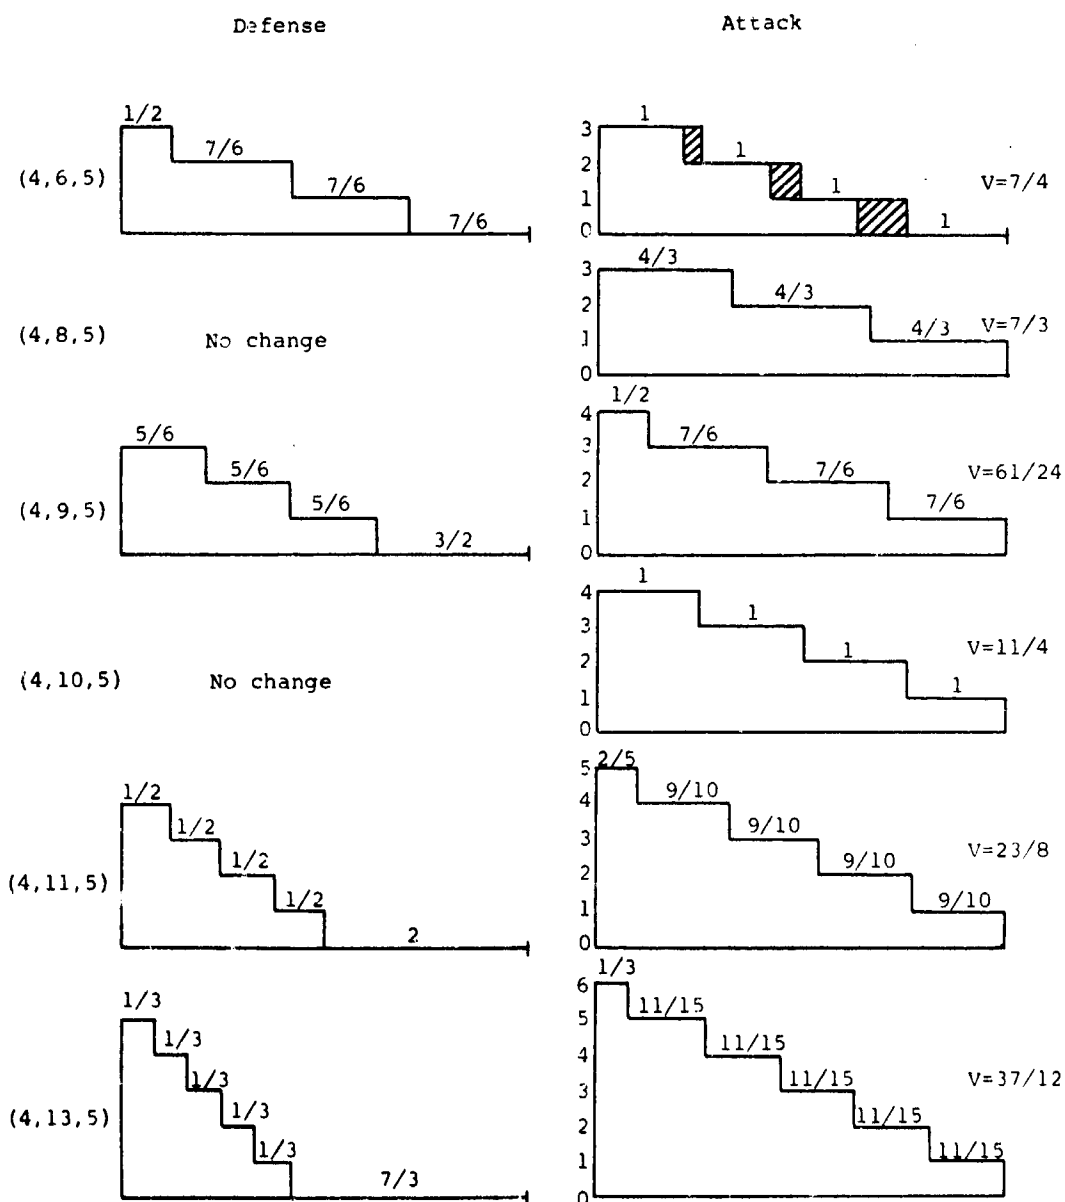 Defense Attack
1/2 7/6 7/6 7/6
(4,6,5)
3 2 1 0
1 1 1 1
V=7/4
(4,8,5) No change
3 2 1 0
4/3 4/3 4/3
V=7/3
(4,9,5)
5/6 5/6 5/6 3/2
4 3 2 1 0
1/2 7/6 7/6 7/6
V=61/24
(4,10,5) No change
4 3 2 1 0
1 1 1 1
V=11/4
(4,11,5)
1/2 1/2 1/2 1/2 2
5 4 3 2 1 0
2/5 9/10 9/10 9/10 9/10
V=23/8
(4,13,5)
1/3 1/3 1/3 1/3 1/3 7/3
6 5 4 3 2 1 0
1/3 11/15 11/15 11/15 11/15 11/15
V=37/12